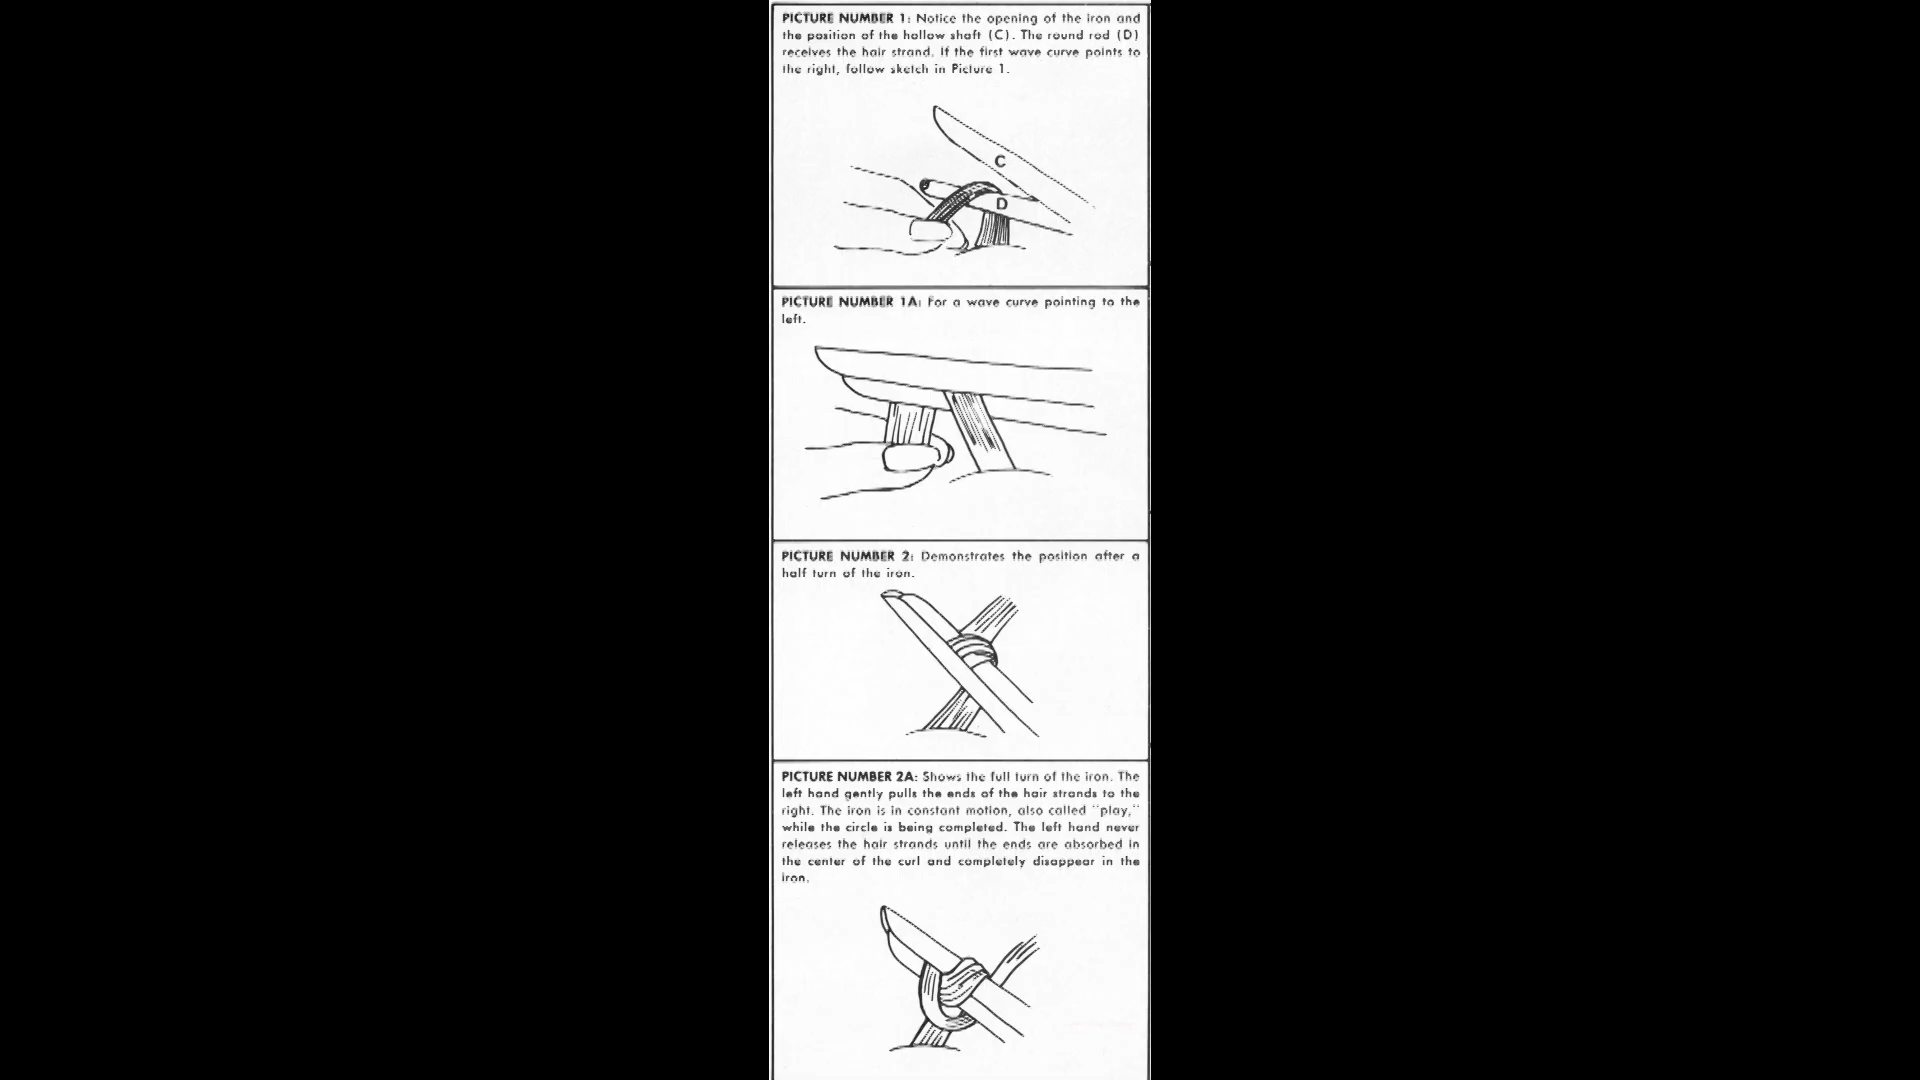 PICTURE NUMBER 1: Notice the opening of the iron and
the position of the hollow shaft (C). The round rod (D)
receives the hair strand. If the first wave curve points to
the right, follow sketch in Picture 1.
C
D
PICTURE NUMBER 1A: For a wave curve pointing to the
left.
PICTURE NUMBER 2: Demonstrates the position after a
half turn of the iron.
PICTURE NUMBER 2A: Shows the full turn of the iron. The
left hand gently pulls the ends of the hair strands to the
right. The iron is in constant motion, also called "play,"
while the circle is being completed. The left hand never
releases the hair strands until the ends are absorbed in
the center of the curl and completely disappear in the
iron.